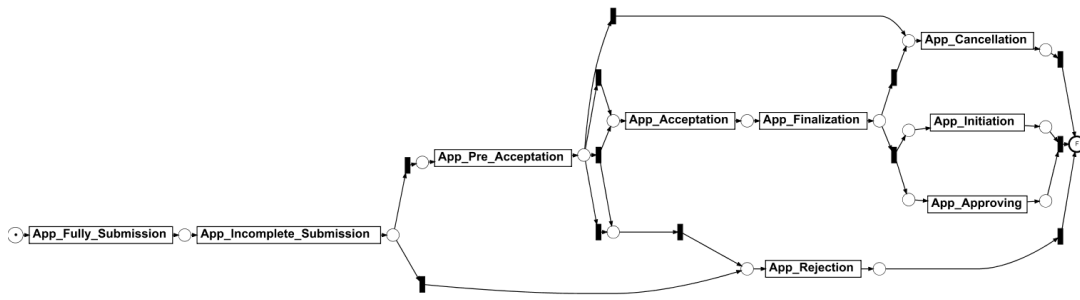 App_Cancellation
App_Acceptation
App_Finalization
App_Initiation
F
App_Pre_Acceptation
App_Approving
App_Fully_Submission
App_Incomplete_Submission
App_Rejection